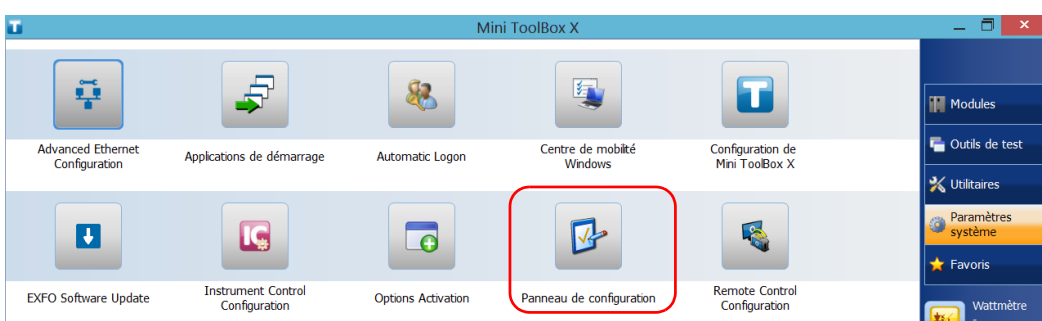 Mini ToolBox X
Advanced Ethernet
Configuration
Applications de démarrage
Automatic Logon
Centre de mobilité
Windows
Configuration de
Mini ToolBox X
EXFO Software Update
Instrument Control
Configuration
Options Activation
Panneau de configuration
Remote Control
Configuration
Modules
Outils de test
Utilitaires
Paramètres
système
Favoris
Wattmètre